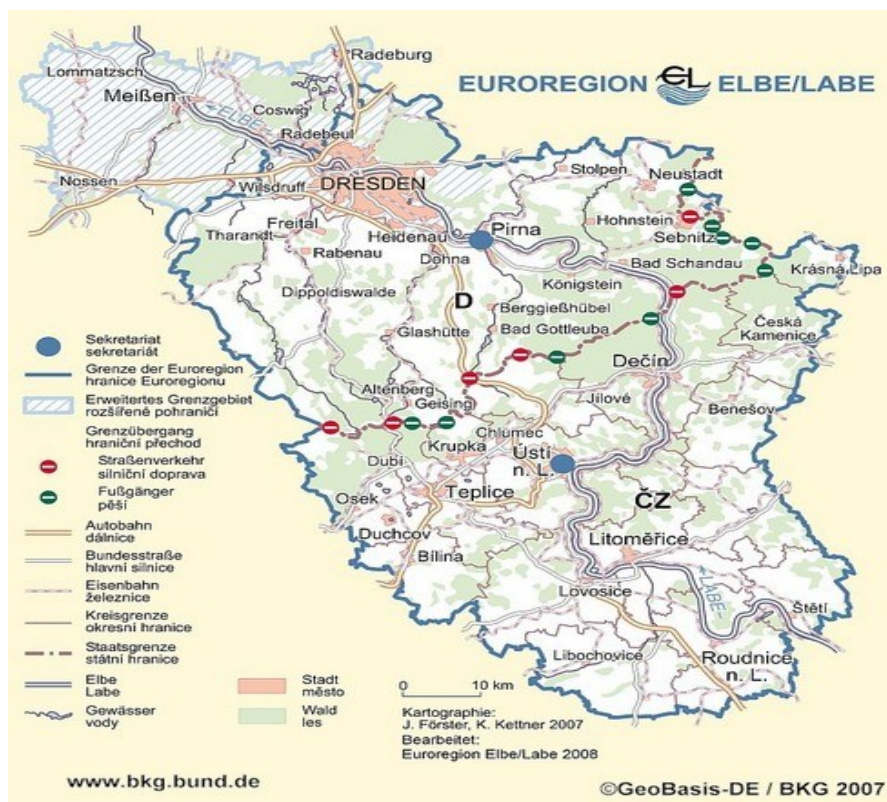 EUROREGION EL ELBE/LABE
Radeburg
Lommatzsch
Meißen
Coswig
←ELBE—
Radebeul
Nossen
Wilsdruff
DRESDEN
Stolpen
Neustadt
Tharandt
Freital
Heidenau
Pirna
Hohnstein
Sebnitz
Rabenau
Dohna
Bad Schandau
Krásná Lípa
Dippoldiswalde
D
Königstein
Berggießhübel
Glashütte
Bad Gottleuba
Česká
Kamenice
Děčín
Altenberg
Geising
Jílové
Benešov
Chlumec
Krupka
Ústí
n. L.
Dubí
Osek
Teplice
ČZ
Duchcov
Litoměřice
Bílina
Lovosice
←LABE—
Štětí
Libochovice
Roudnice
n. L.
Sekretariat
sekretariát
Grenze der Euroregion
hranice Euroregionu
Erweitertes Grenzgebiet
rozšířené pohraničí
Grenzübergang
hraniční přechod
Straßenverkehr
silniční doprava
Fußgänger
pěší
Autobahn
dálnice
Bundesstraße
hlavní silnice
Eisenbahn
železnice
Kreisgrenze
okresní hranice
Staatsgrenze
státní hranice
Elbe
Labe
Gewässer
vody
Stadt
město
Wald
les
0 10 km
Kartographie:
J. Förster, K. Kettner 2007
Bearbeitet:
Euroregion Elbe/Labe 2008
www.bkg.bund.de
©GeoBasis-DE / BKG 2007